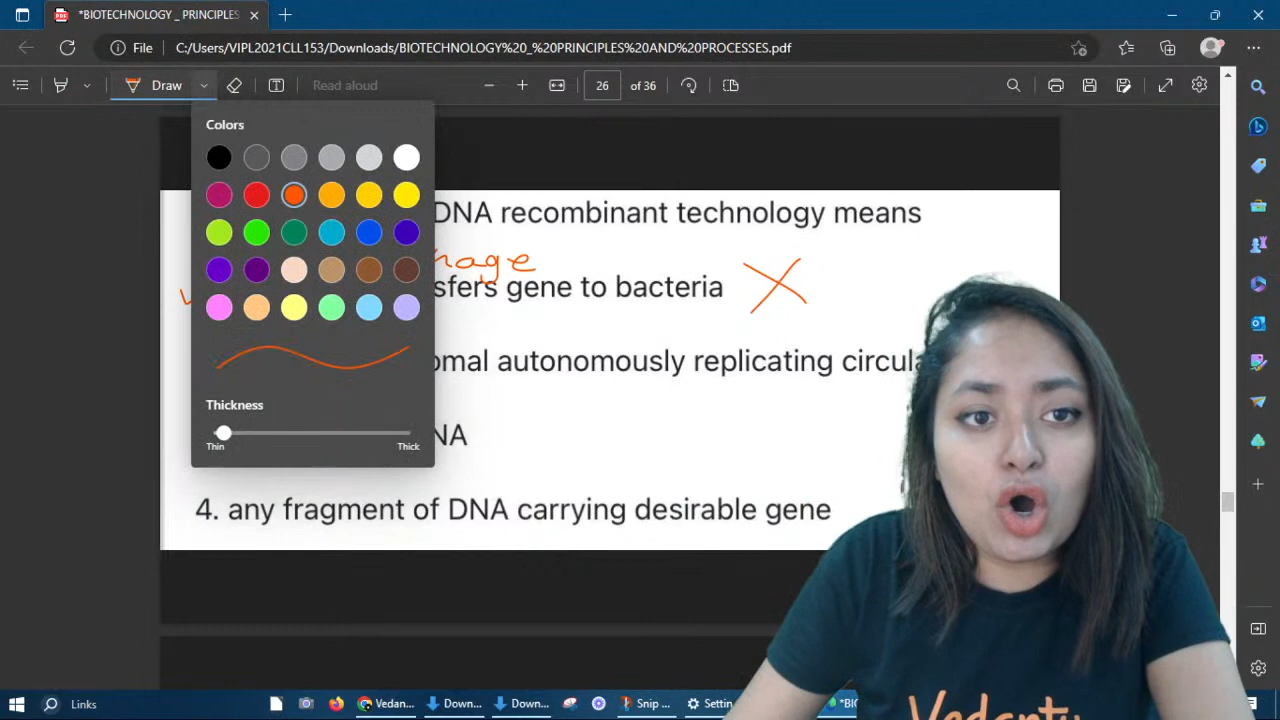 *BIOTECHNOLOGY _ PRINCIPLES
File C:/Users/VIPL2021CLL153/Downloads/BIOTECHNOLOGY%20_%20PRINCIPLES%20AND%20PROCESSES.pdf
Draw Read aloud 26 of 36
Colors
DNA recombinant technology means
hage
sfers gene to bacteria
omal autonomously replicating circula
NA
4. any fragment of DNA carrying desirable gene
Thickness
Thin Thick
Vedantu
Links Vedan... Down... Down... Snip ... Settin *BI